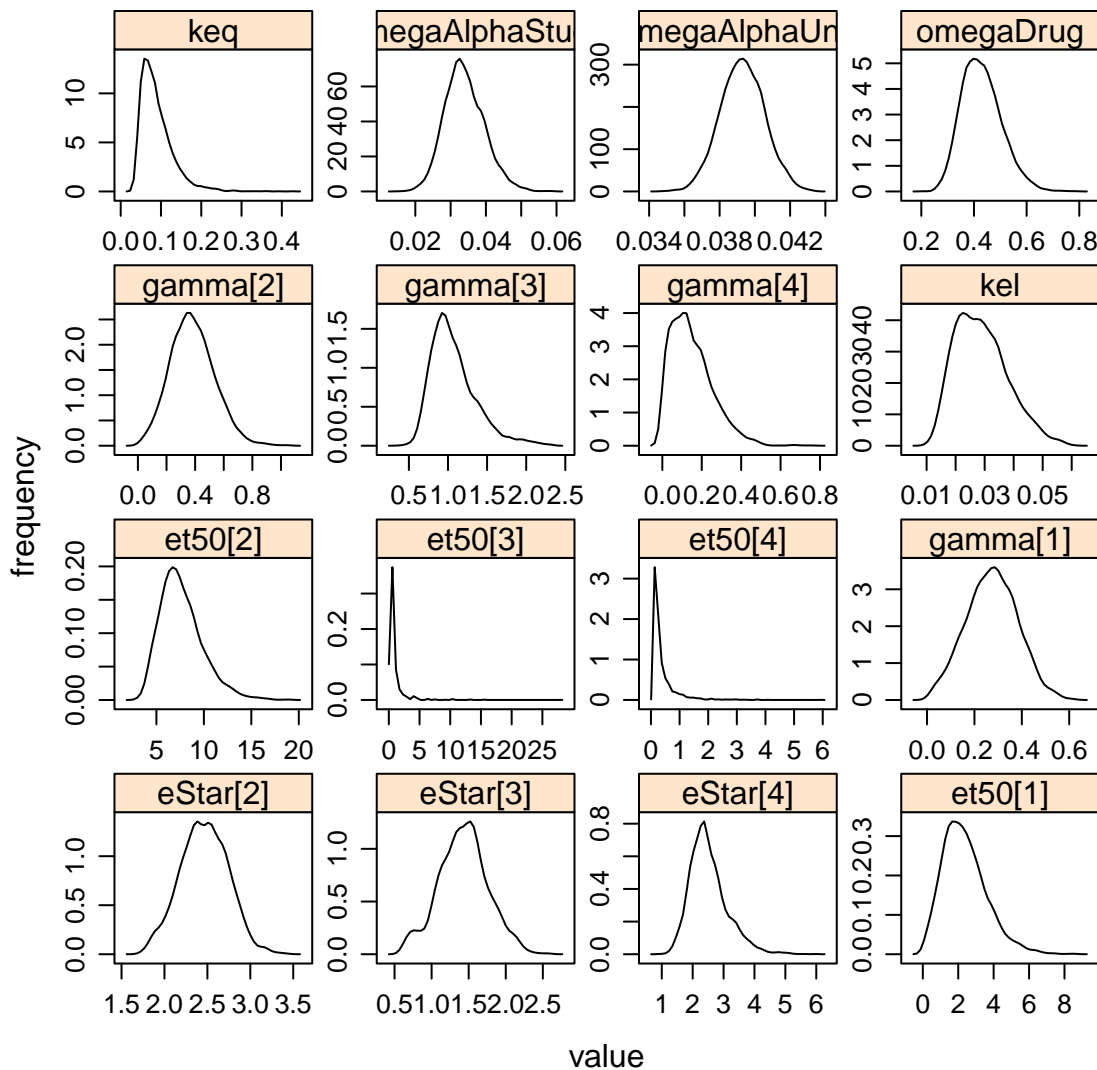 keq
megaAlphaStu
megaAlphaUn
omegaDrug
0 5 10
0 20 40 60
0 100 300
0 1 2 3 4 5
0.0 0.1 0.2 0.3 0.4
0.02 0.04 0.06
0.034 0.038 0.042
0.2 0.4 0.6 0.8
gamma[2]
gamma[3]
gamma[4]
kel
0.0 1.0 2.0
0.0 0.5 1.0 1.5
0 1 2 3 4
0 10 20 30 40
0.0 0.4 0.8
0.5 1.0 1.5 2.0 2.5
0.0 0.2 0.4 0.6 0.8
0.01 0.03 0.05
et50[2]
et50[3]
et50[4]
gamma[1]
0.00 0.10 0.20
0.0 0.2
0 1 2 3
0 1 2 3
5 10 15 20
0 5 10 15 20 25
0 1 2 3 4 5 6
0.0 0.2 0.4 0.6
eStar[2]
eStar[3]
eStar[4]
et50[1]
0.0 0.5 1.0
0.0 0.5 1.0
0.0 0.4 0.8
0.0 0.1 0.2 0.3
1.5 2.0 2.5 3.0 3.5
0.5 1.0 1.5 2.0 2.5
1 2 3 4 5 6
0 2 4 6 8
frequency
value